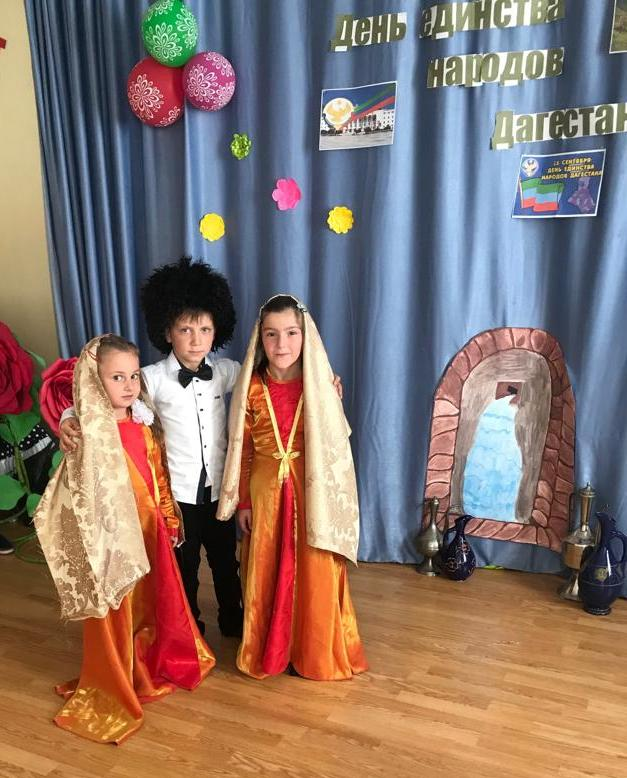 День единства
народов
Дагестан
15 СЕНТЯБРЯ
ДЕНЬ ЕДИНСТВА
НАРОДОВ ДАГЕСТАНА